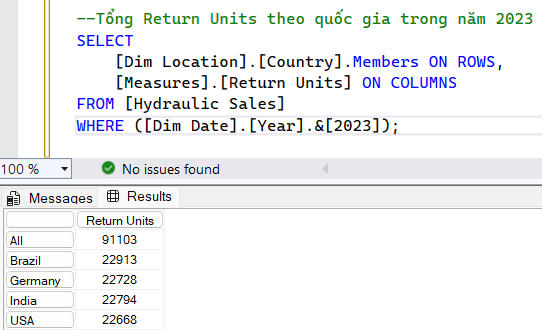 --Tổng Return Units theo quốc gia trong năm 2023
SELECT
[Dim Location].[Country].Members ON ROWS,
[Measures].[Return Units] ON COLUMNS
FROM [Hydraulic Sales]
WHERE ([Dim Date].[Year].&[2023]);
100 % No issues found
Messages Results
Return Units
All 91103
Brazil 22913
Germany 22728
India 22794
USA 22668